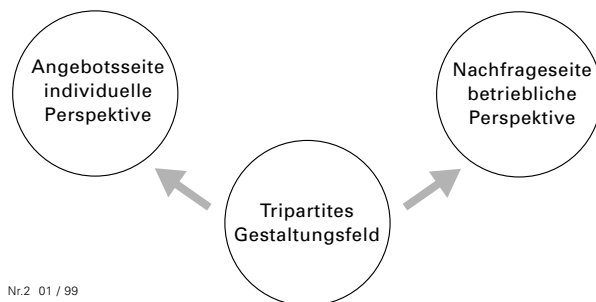 Angebotsseite
individuelle
Perspektive
Nachfrageseite
betriebliche
Perspektive
Tripartites
Gestaltungsfeld
Nr.2 01 / 99